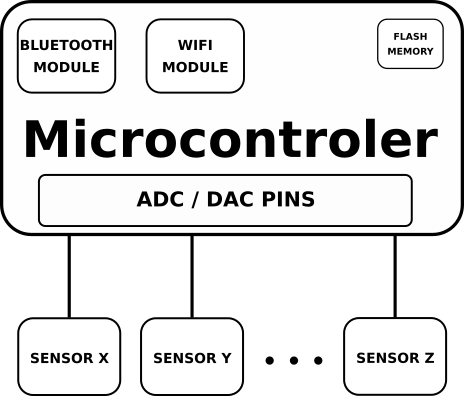 BLUETOOTH
MODULE
WIFI
MODULE
FLASH
MEMORY
Microcontroler
ADC / DAC PINS
SENSOR X
SENSOR Y
SENSOR Z